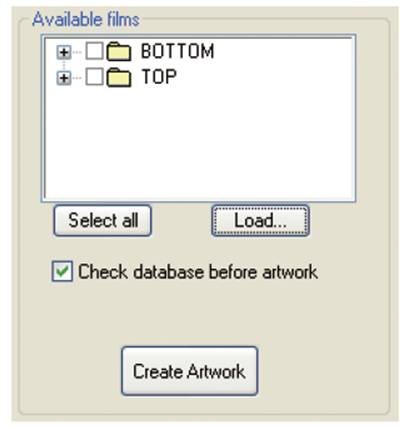 Available films
BOTTOM
TOP
Select all Load...
Check database before artwork
Create Artwork